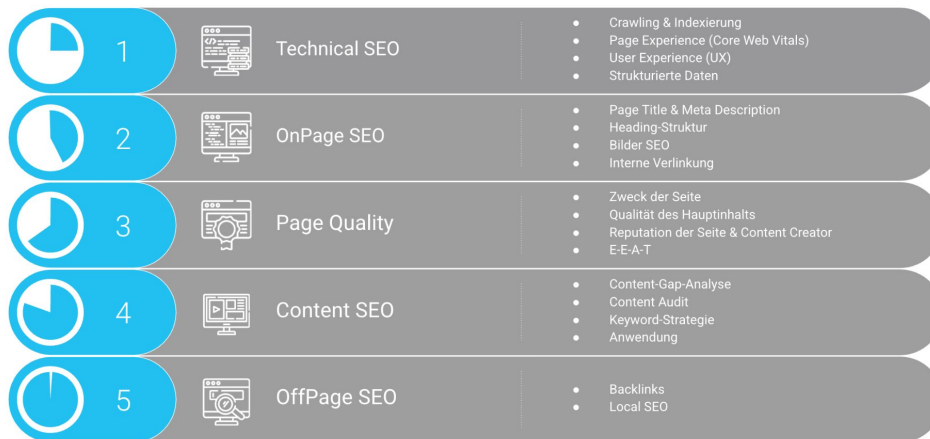 1
Technical SEO
Crawling & Indexierung
Page Experience (Core Web Vitals)
User Experience (UX)
Strukturierte Daten
2
OnPage SEO
Page Title & Meta Description
Heading-Struktur
Bilder SEO
Interne Verlinkung
3
Page Quality
Zweck der Seite
Qualität des Hauptinhalts
Reputation der Seite & Content Creator
E-E-A-T
4
Content SEO
Content-Gap-Analyse
Content Audit
Keyword-Strategie
Anwendung
5
OffPage SEO
Backlinks
Local SEO